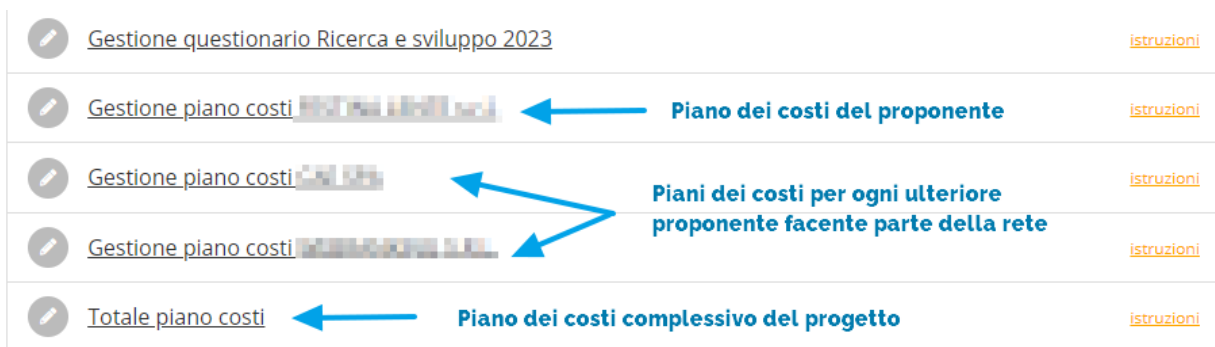 Gestione questionario Ricerca e sviluppo 2023 istruzioni
Gestione piano costi Piano dei costi del proponente istruzioni
Gestione piano costi istruzioni
Piani dei costi per ogni ulteriore
proponente facente parte della rete
Gestione piano costi istruzioni
Totale piano costi Piano dei costi complessivo del progetto istruzioni